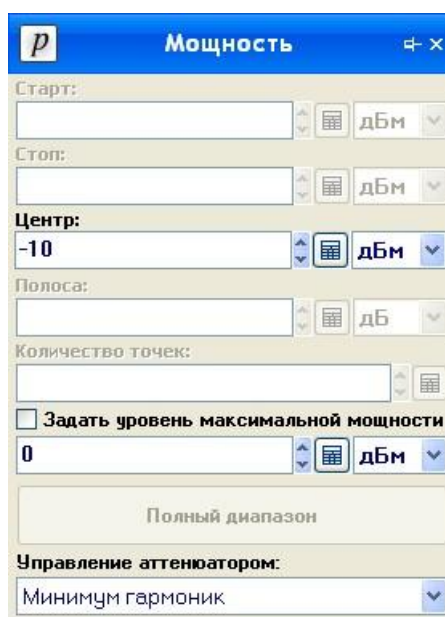 p Мощность
Старт:
дБм
Стоп:
дБм
Центр:
-10 дБм
Полоса:
дБ
Количество точек:
Задать уровень максимальной мощности
0 дБм
Полный диапазон
Управление аттенюатором:
Минимум гармоник